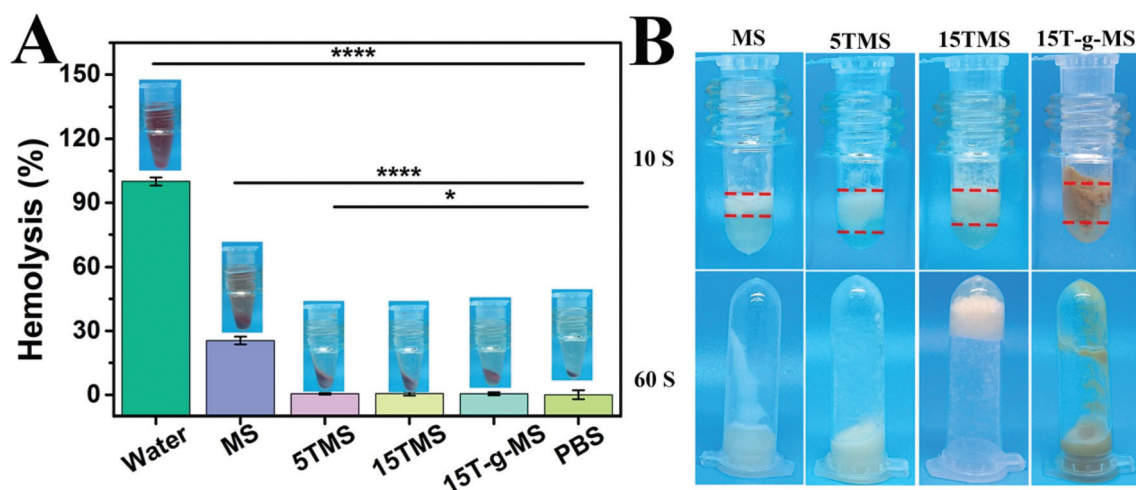 A
Hemolysis (%)
150
120
90
60
30
0
****
****
*
Water
MS
5TMS
15TMS
15T-g-MS
PBS
B
MS
5TMS
15TMS
15T-g-MS
10 S
60 S